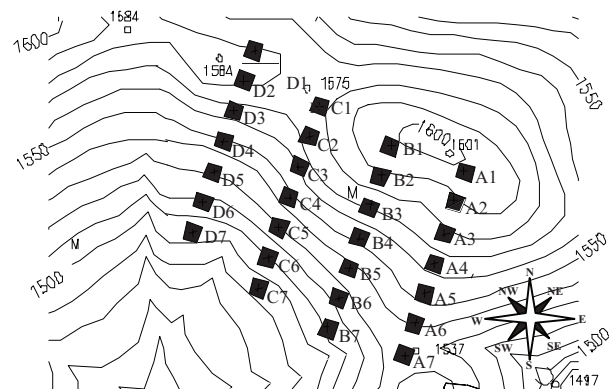 1584
1600
1584
D1
1575
D2
C1
1550
D3
C2
1600
1601
B1
D4
C3
1550
M
B2
A1
D5
C4
B3
A2
D6
C5
B4
A3
M
D7
C6
B5
A4
1550
N
NW
NE
1500
C7
B6
A5
W
E
B7
A6
SW
SE
S
A7
1537
1500
1497